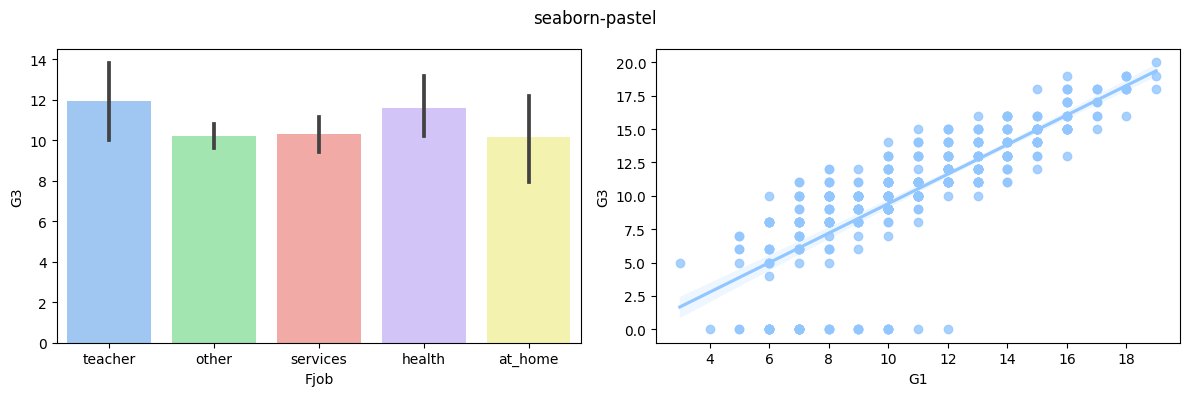 seaborn-pastel
G3
14
12
10
8
6
4
2
0
teacher other services health at_home
Fjob
G3
20.0
17.5
15.0
12.5
10.0
7.5
5.0
2.5
0.0
4 6 8 10 12 14 16 18
G1